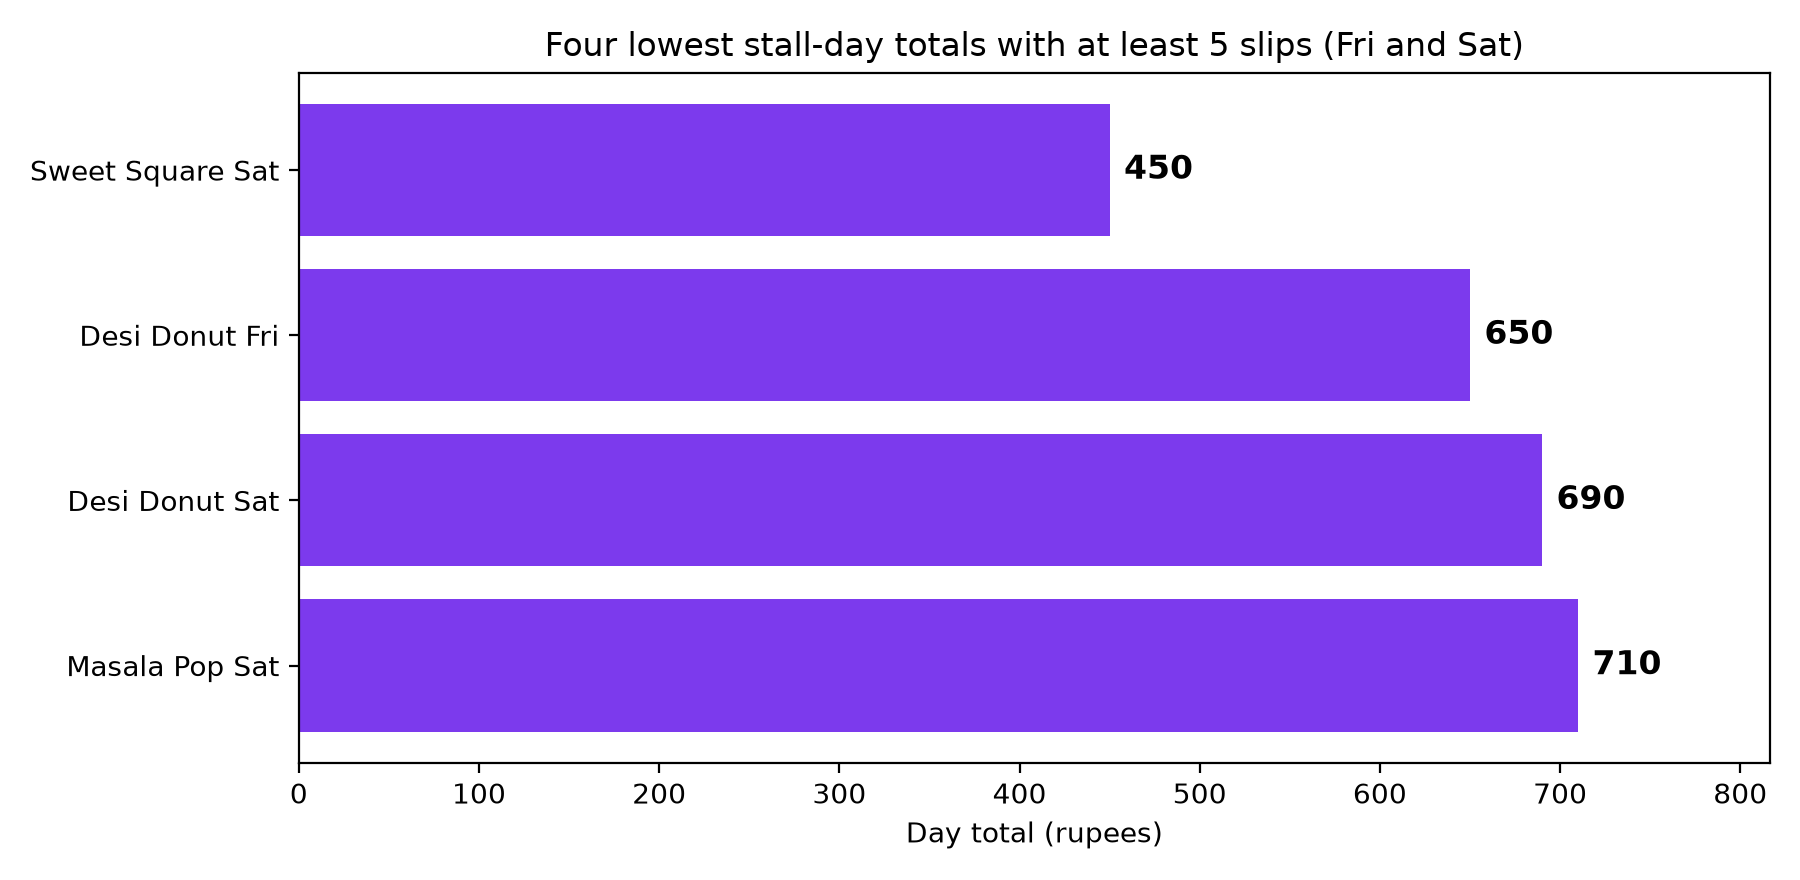 Four lowest stall-day totals with at least 5 slips (Fri and Sat)
Sweet Square Sat
450
Desi Donut Fri
650
Desi Donut Sat
690
Masala Pop Sat
710
0 100 200 300 400 500 600 700 800
Day total (rupees)